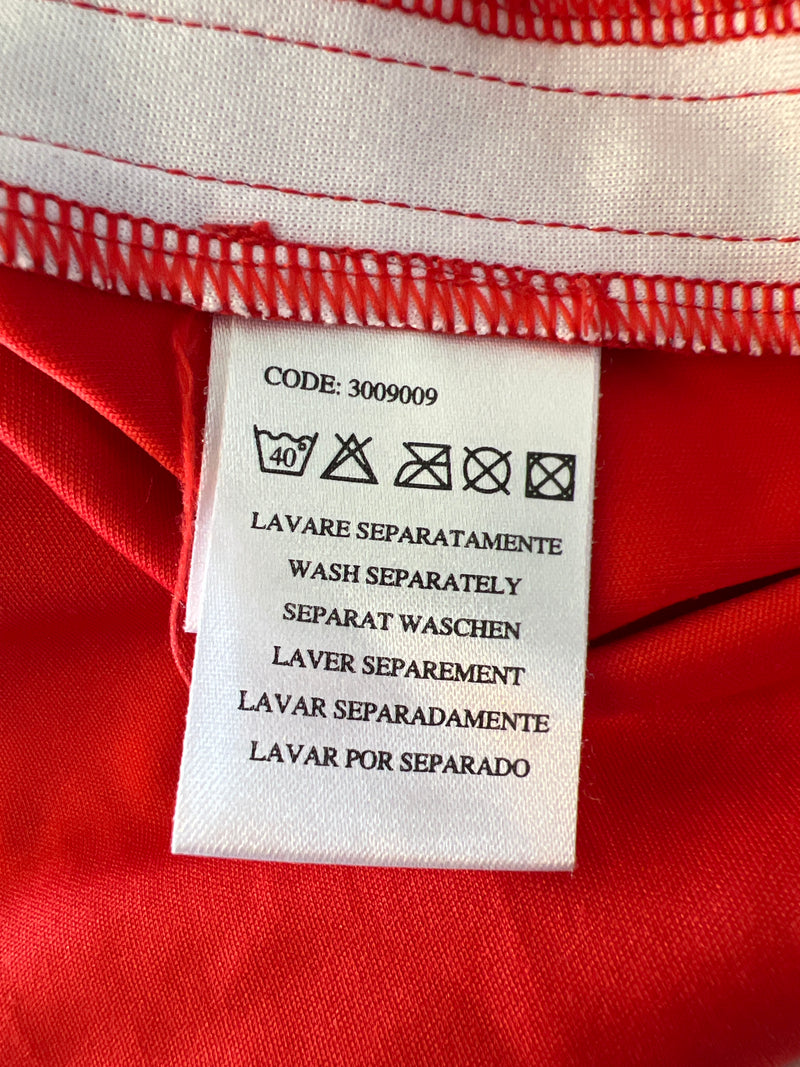 CODE: 3009009
40°
LAVARE SEPARATAMENTE
WASH SEPARATELY
SEPARAT WASCHEN
LAVER SEPAREMENT
LAVAR SEPARADAMENTE
LAVAR POR SEPARADO